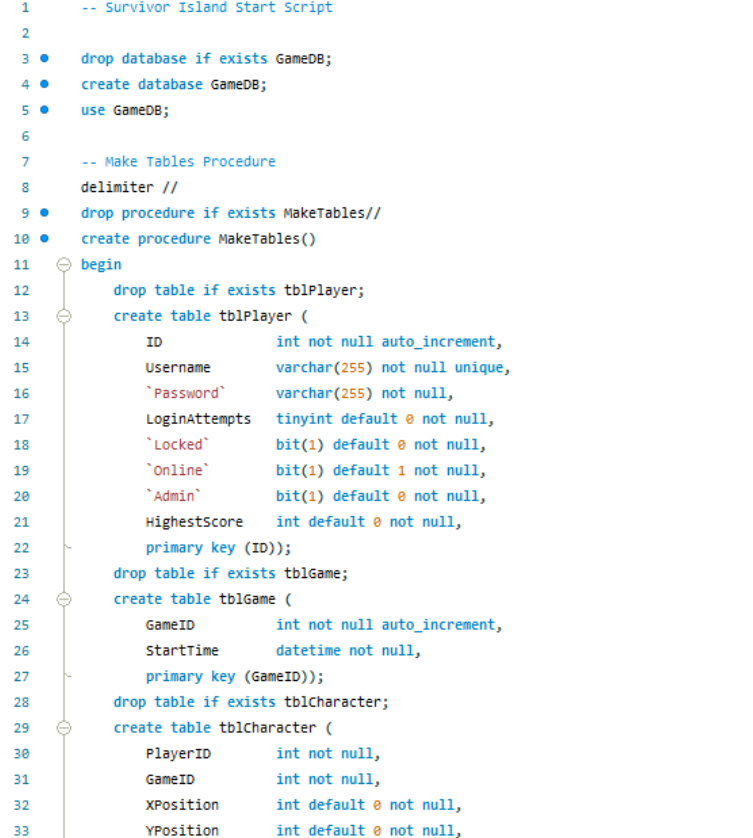 1 -- Survivor Island Start Script
2
3 drop database if exists GameDB;
4 create database GameDB;
5 use GameDB;
6
7 -- Make Tables Procedure
8 delimiter //
9 drop procedure if exists MakeTables//
10 create procedure MakeTables()
11 begin
12 drop table if exists tblPlayer;
13 create table tblPlayer (
14 ID int not null auto_increment,
15 Username varchar(255) not null unique,
16 `Password` varchar(255) not null,
17 LoginAttempts tinyint default 0 not null,
18 `Locked` bit(1) default 0 not null,
19 `Online` bit(1) default 1 not null,
20 `Admin` bit(1) default 0 not null,
21 HighestScore int default 0 not null,
22 primary key (ID));
23 drop table if exists tblGame;
24 create table tblGame (
25 GameID int not null auto_increment,
26 StartTime datetime not null,
27 primary key (GameID));
28 drop table if exists tblCharacter;
29 create table tblCharacter (
30 PlayerID int not null,
31 GameID int not null,
32 XPosition int default 0 not null,
33 YPosition int default 0 not null,